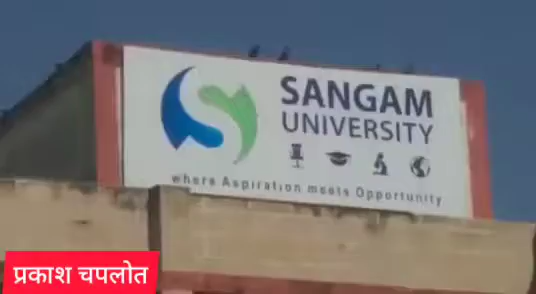 SANGAM
UNIVERSITY
where Aspiration meets Opportunity
प्रकाश चपलोत